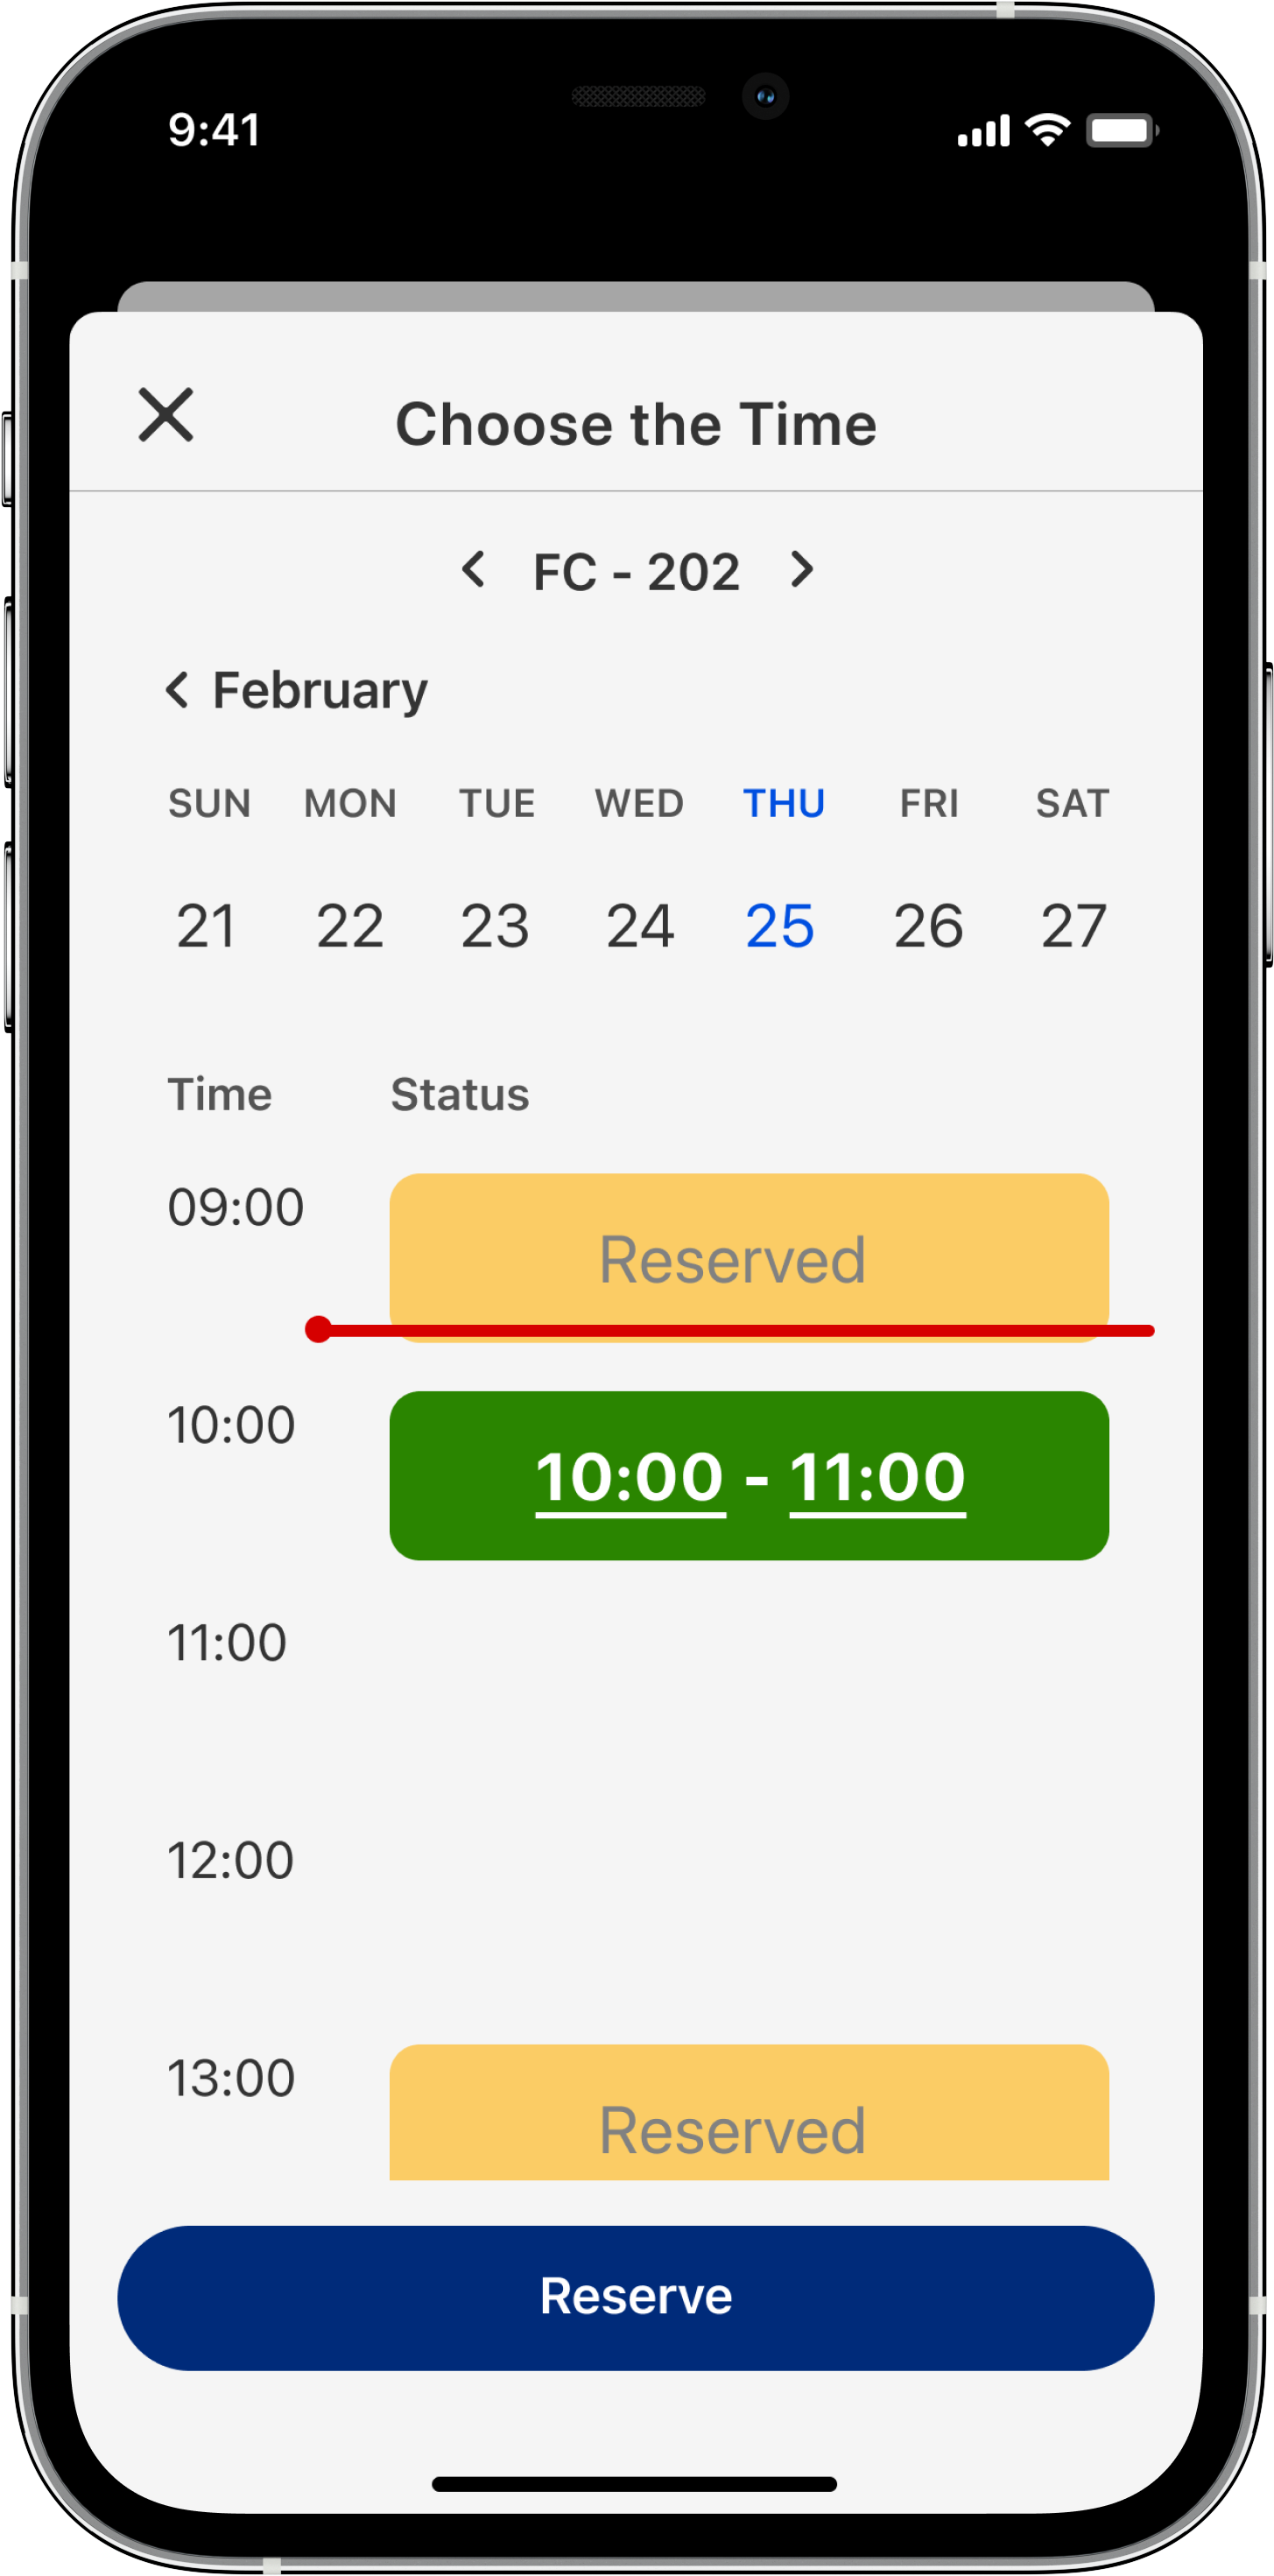 9:41
Choose the Time
FC - 202
February
SUN MON TUE WED THU FRI SAT
21 22 23 24 25 26 27
Time Status
09:00 Reserved
10:00 10:00 - 11:00
11:00
12:00
13:00 Reserved
Reserve